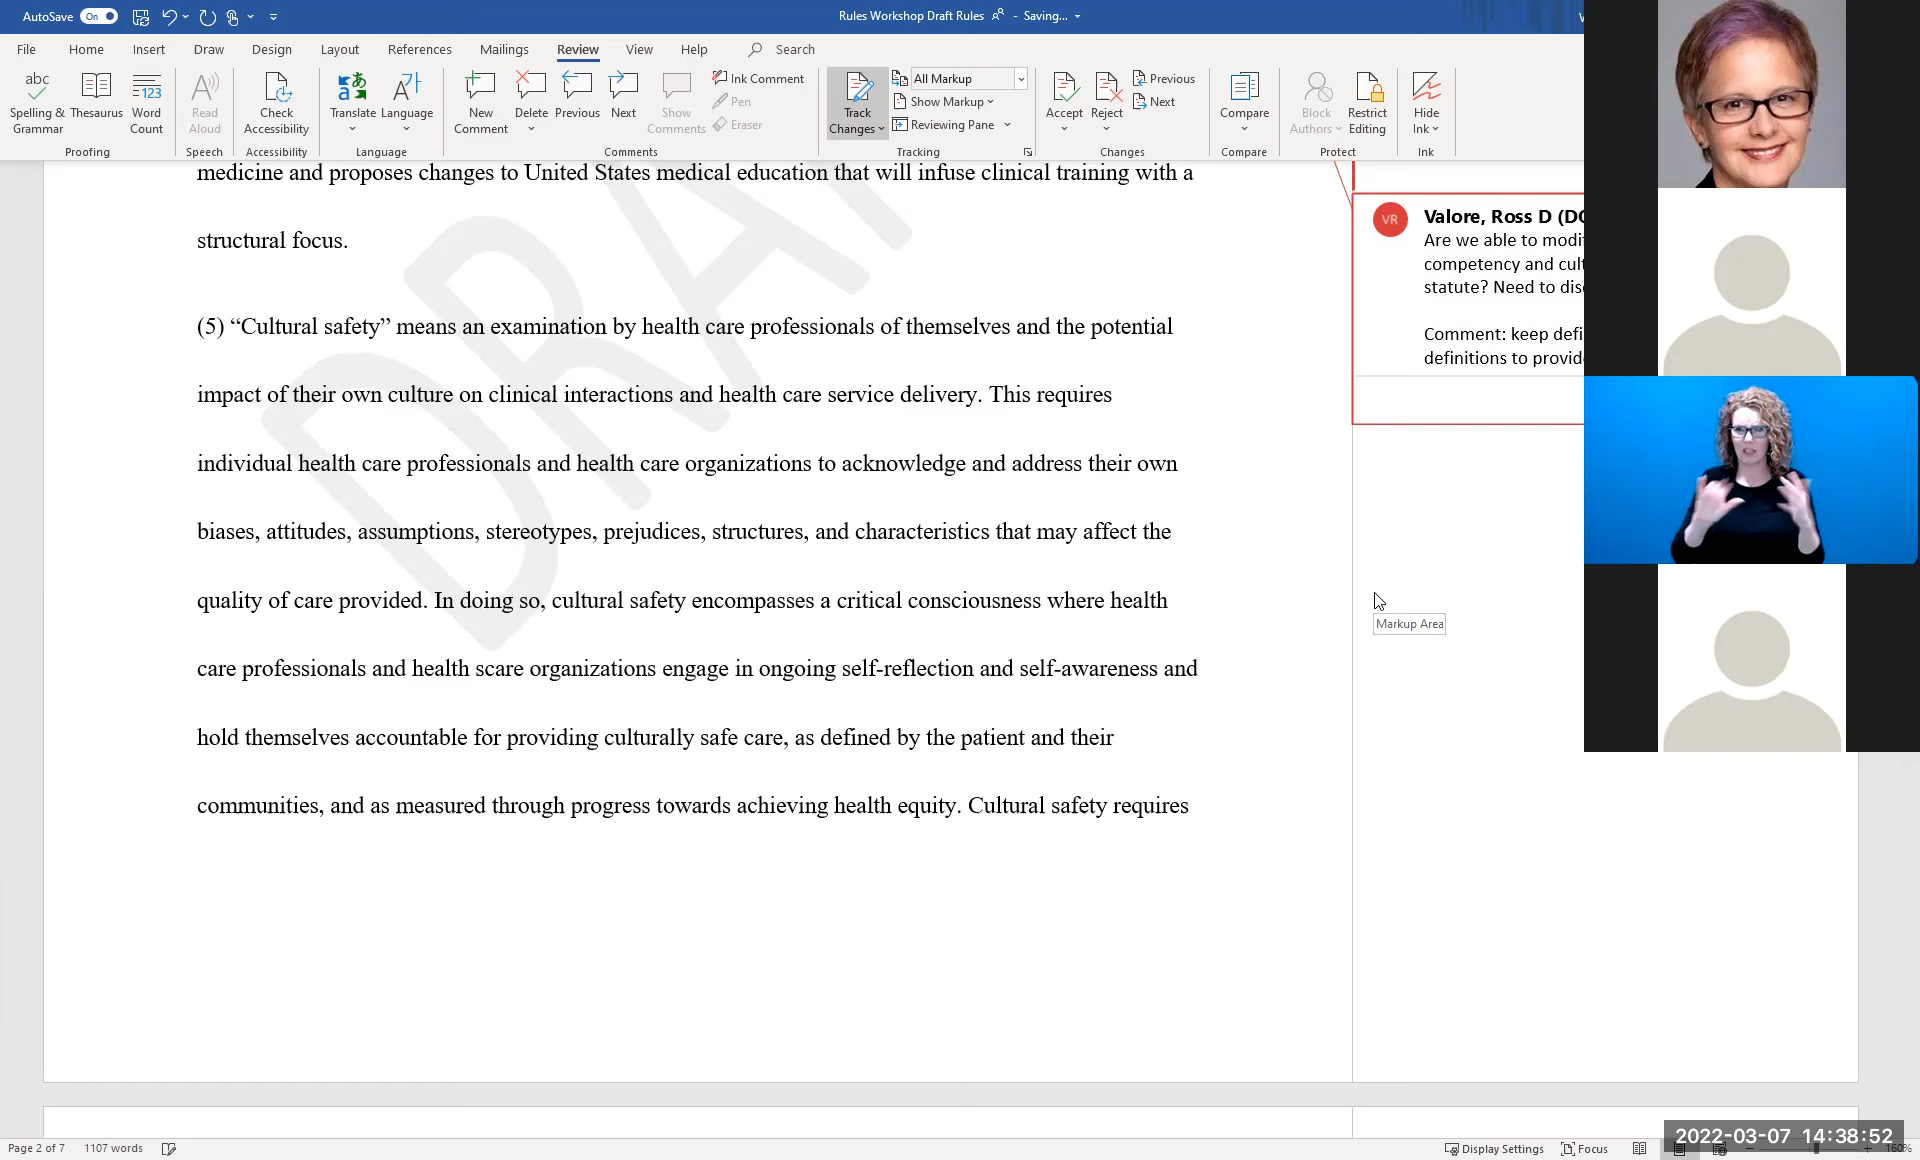 AutoSave On Rules Workshop Draft Rules - Saving...
File Home Insert Draw Design Layout References Mailings Review View Help Search
abc Spelling & Grammar
Thesaurus
123 Word Count
Proofing
Read Aloud
Speech
Check Accessibility
Accessibility
Translate
Language
Language
New Comment
Delete
Previous
Next
Show Comments
Ink Comment
Pen
Eraser
Comments
Track Changes
All Markup
Show Markup
Reviewing Pane
Tracking
Accept
Reject
Previous
Next
Changes
Compare
Compare
Block Authors
Restrict Editing
Protect
Hide Ink
Ink
medicine and proposes changes to United States medical education that will infuse clinical training with a
structural focus.
(5) “Cultural safety” means an examination by health care professionals of themselves and the potential
impact of their own culture on clinical interactions and health care service delivery. This requires
individual health care professionals and health care organizations to acknowledge and address their own
biases, attitudes, assumptions, stereotypes, prejudices, structures, and characteristics that may affect the
quality of care provided. In doing so, cultural safety encompasses a critical consciousness where health
care professionals and health scare organizations engage in ongoing self-reflection and self-awareness and
hold themselves accountable for providing culturally safe care, as defined by the patient and their
communities, and as measured through progress towards achieving health equity. Cultural safety requires
VR Valore, Ross D
Are we able to
competency and
statute? Need to
Comment: keep
definitions to
Markup Area
Page 2 of 7 1107 words
Display Settings Focus 160%
2022-03-07 14:38:52